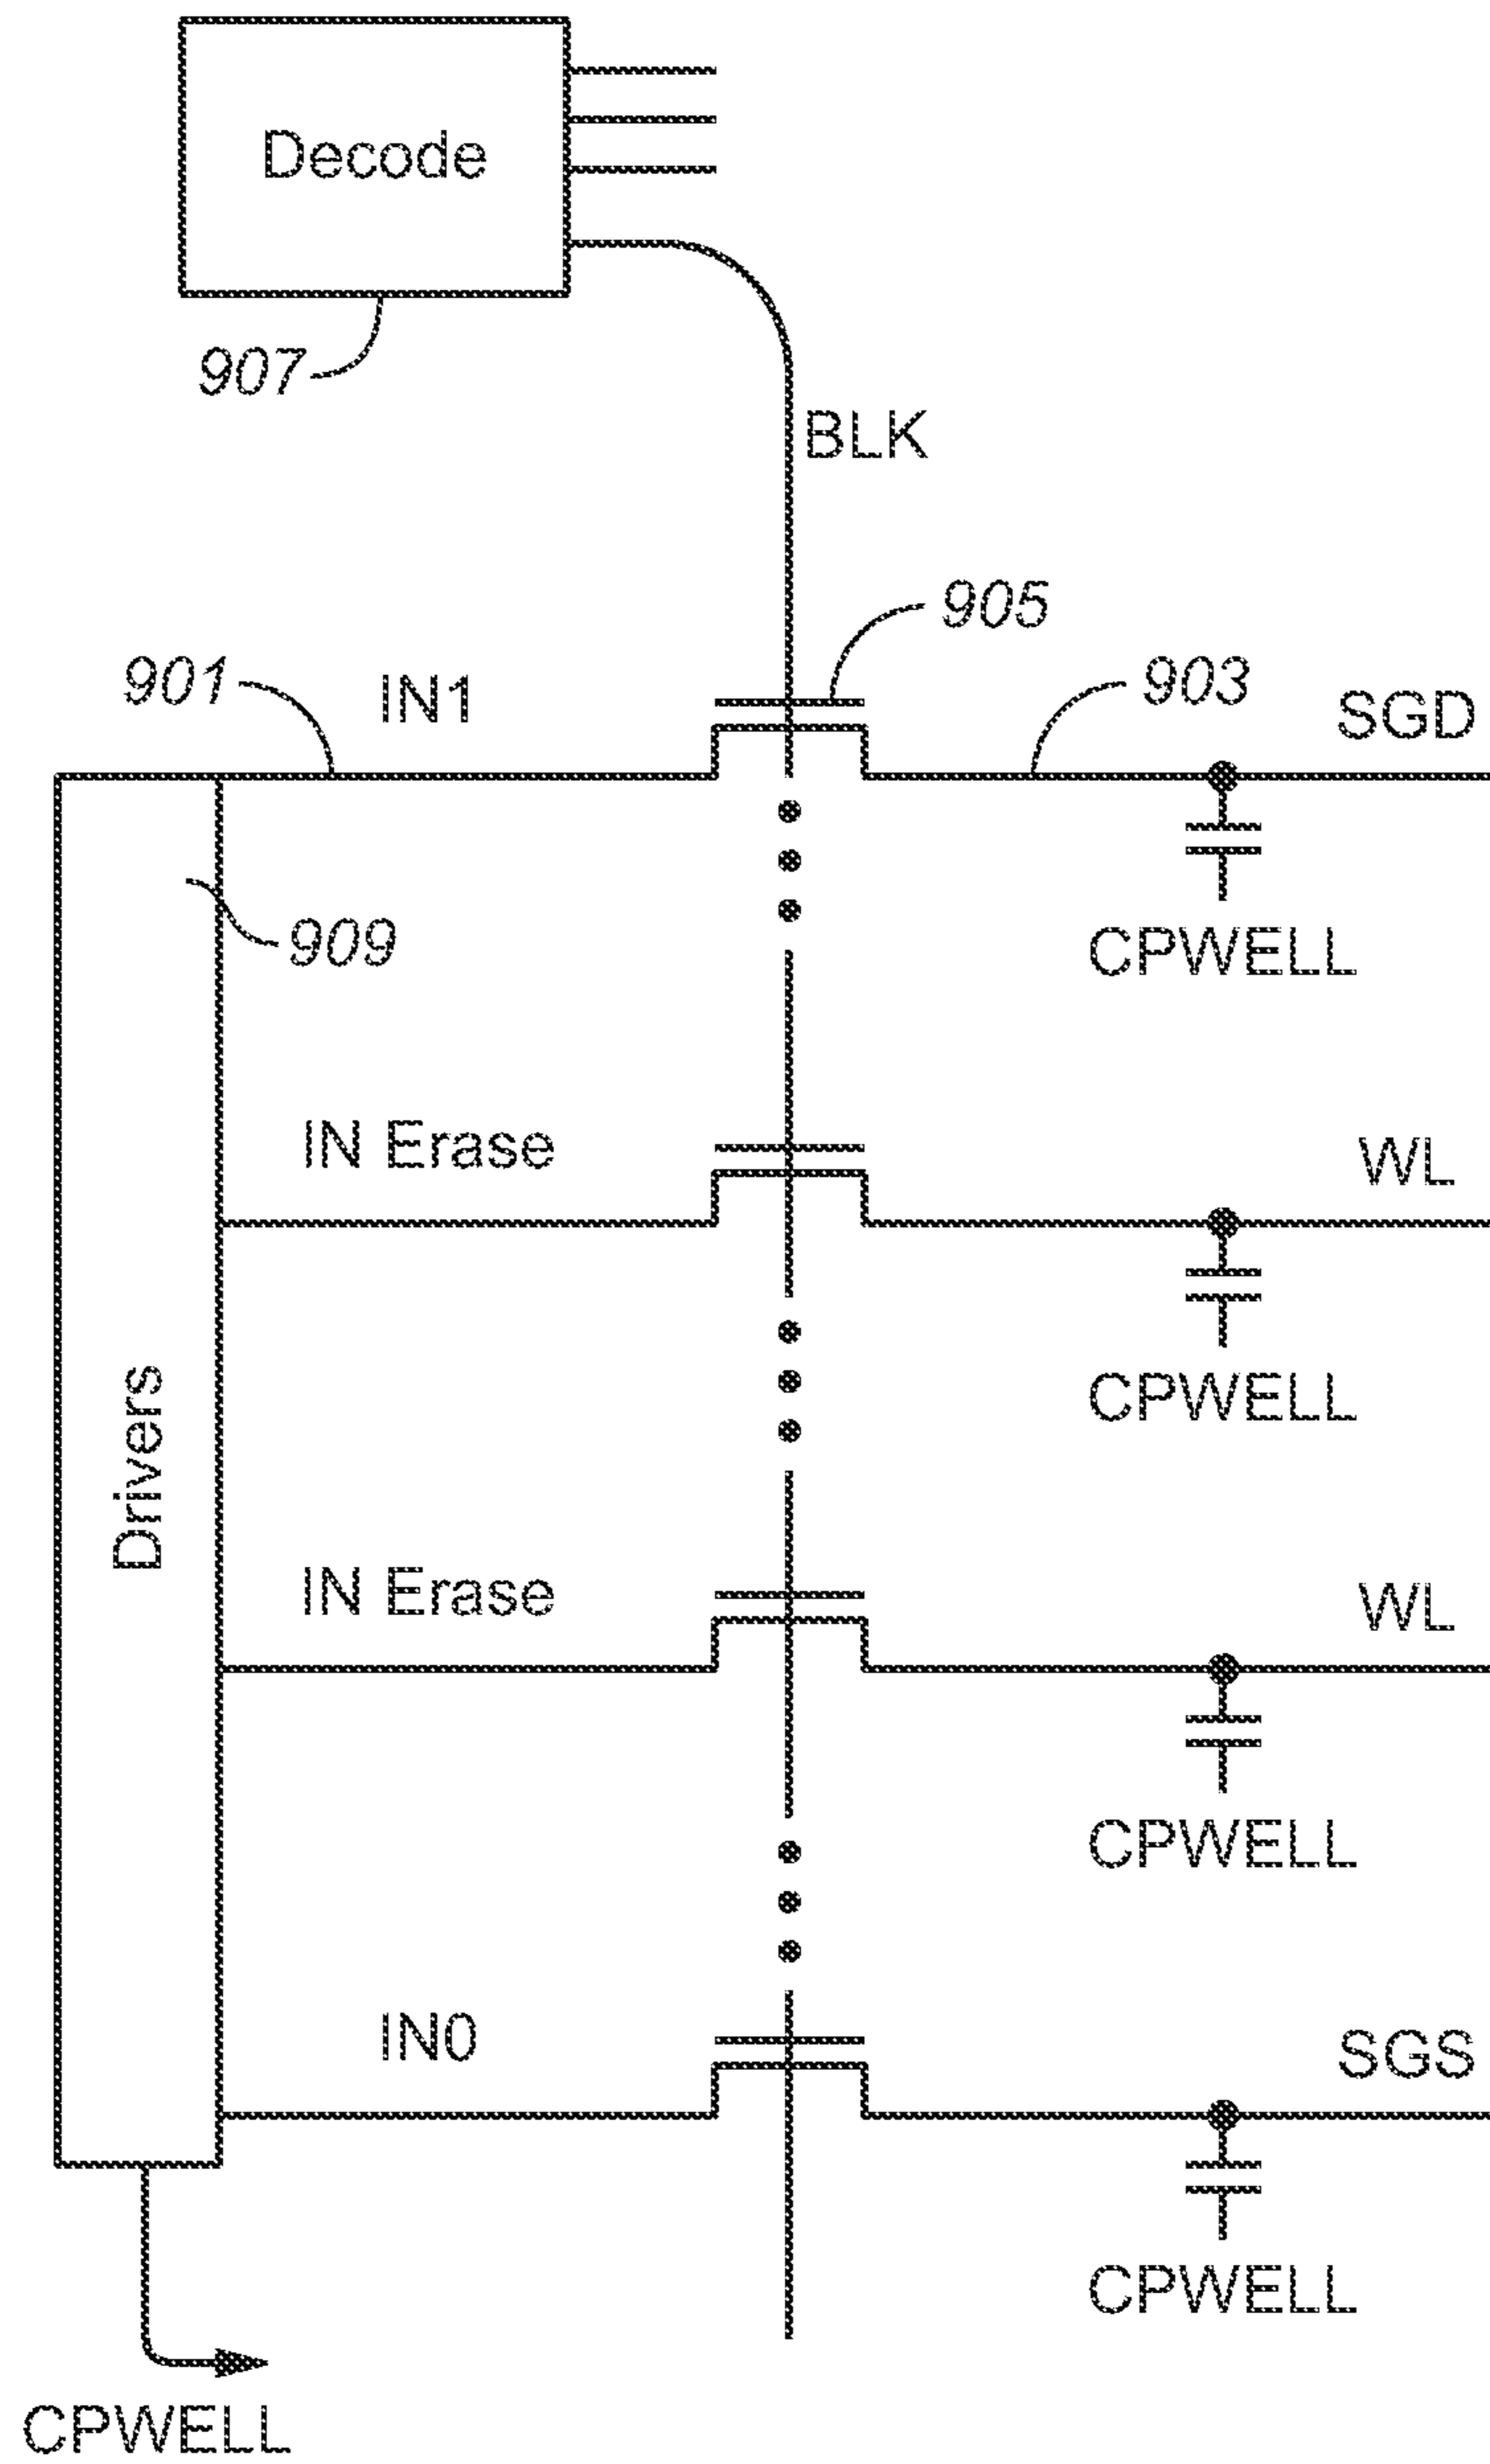 Decode
907
BLK
905
901
IN1
903
SGD
909
CPWELL
IN Erase
WL
CPWELL
Drivers
IN Erase
WL
CPWELL
IN0
SGS
CPWELL
CPWELL